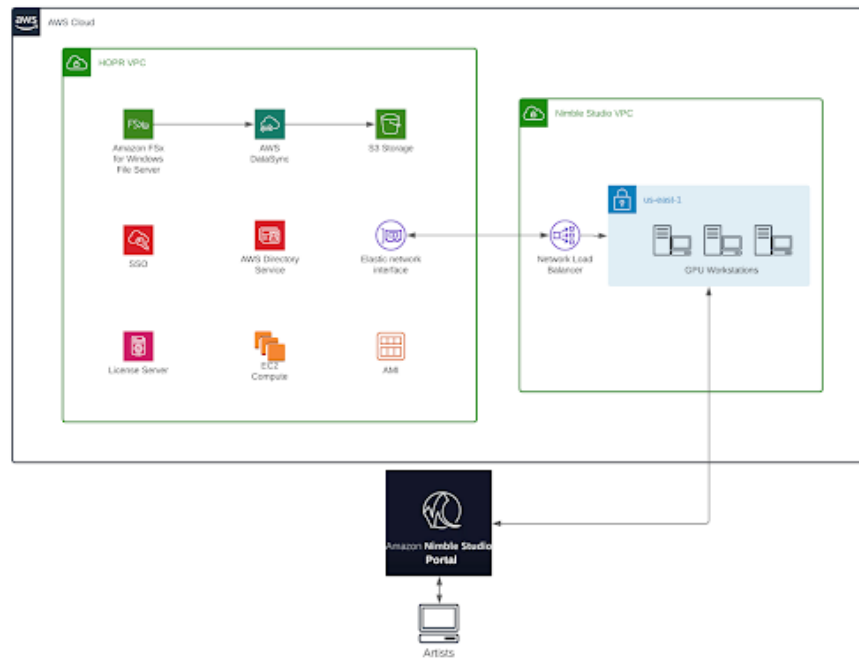 aws
AWS Cloud
HOPR VPC
FSx
Amazon FSx
for Windows
File Server
AWS
DataSync
S3 Storage
SSO
AWS Directory
Service
Elastic network
interface
License Server
EC2
Compute
AMI
Nimble Studio VPC
us-east-1
Network Load
Balancer
GPU Workstations
Amazon Nimble Studio
Portal
Artists